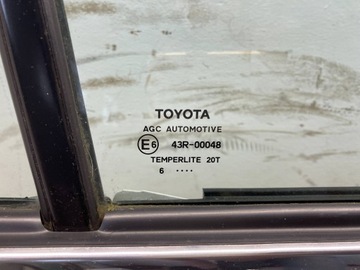 TOYOTA
AGC AUTOMOTIVE
E6 43R-00048
TEMPERLITE 20T
6 ····